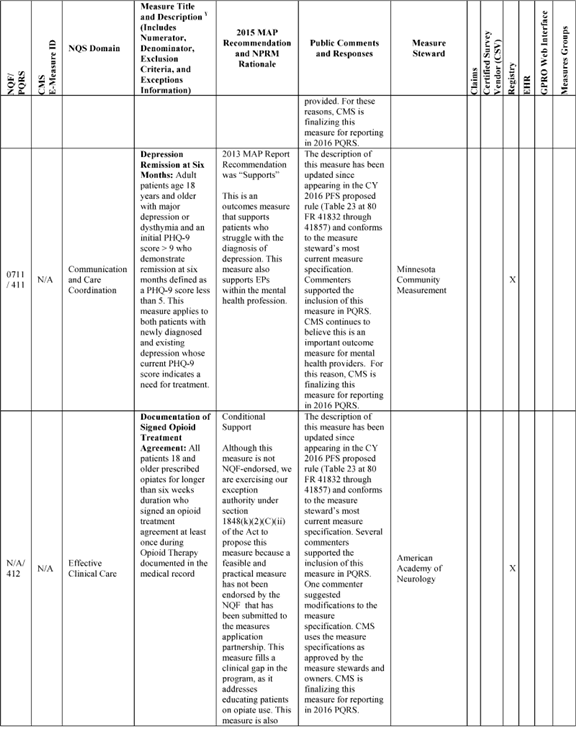 NQF/
PQRS
CMS
E-Measure ID
NQS Domain
Measure Title
and Description ¥
(Includes
Numerator,
Denominator,
Exclusion
Criteria, and
Exceptions
Information)
2015 MAP
Recommendation
and NPRM
Rationale
Public Comments
and Responses
Measure
Steward
Claims
Certified Survey
Vendor (CSV)
Registry
EHR
GPRO Web Interface
Measures Groups
provided. For these
reasons, CMS is
finalizing this
measure for reporting
in 2016 PQRS.
0711
/ 411
N/A
Communication
and Care
Coordination
Depression
Remission at Six
Months: Adult
patients age 18
years and older
with major
depression or
dysthymia and an
initial PHQ-9
score > 9 who
demonstrate
remission at six
months defined as
a PHQ-9 score less
than 5. This
measure applies to
both patients with
newly diagnosed
and existing
depression whose
current PHQ-9
score indicates a
need for treatment.
2013 MAP Report
Recommendation
was “Supports”
This is an
outcomes measure
that supports
patients who
struggle with the
diagnosis of
depression. This
measure also
supports EPs
within the mental
health profession.
The description of
this measure has been
updated since
appearing in the CY
2016 PFS proposed
rule (Table 23 at 80
FR 41832 through
41857) and conforms
to the measure
steward’s most
current measure
specification.
Commenters
supported the
inclusion of this
measure in PQRS.
CMS continues to
believe this is an
important outcome
measure for mental
health providers. For
this reason, CMS is
finalizing this
measure for reporting
in 2016 PQRS.
Minnesota
Community
Measurement
X
N/A/
412
N/A
Effective
Clinical Care
Documentation of
Signed Opioid
Treatment
Agreement: All
patients 18 and
older prescribed
opiates for longer
than six weeks
duration who
signed an opioid
treatment
agreement at least
once during
Opioid Therapy
documented in the
medical record
Conditional
Support
Although this
measure is not
NQF-endorsed, we
are exercising our
exception
authority under
section
1848(k)(2)(C)(ii)
of the Act to
propose this
measure because a
feasible and
practical measure
has not been
endorsed by the
NQF that has
been submitted to
the measures
application
partnership. This
measure fills a
clinical gap in the
program, as it
addresses
educating patients
on opiate use. This
measure is also
The description of
this measure has been
updated since
appearing in the CY
2016 PFS proposed
rule (Table 23 at 80
FR 41832 through
41857) and conforms
to the measure
steward’s most
current measure
specification. Several
commenters
supported the
inclusion of this
measure in PQRS.
One commenter
suggested
modifications to the
measure
specification. CMS
uses the measure
specifications as
approved by the
measure stewards and
owners. CMS is
finalizing this
measure for reporting
in 2016 PQRS.
American
Academy of
Neurology
X